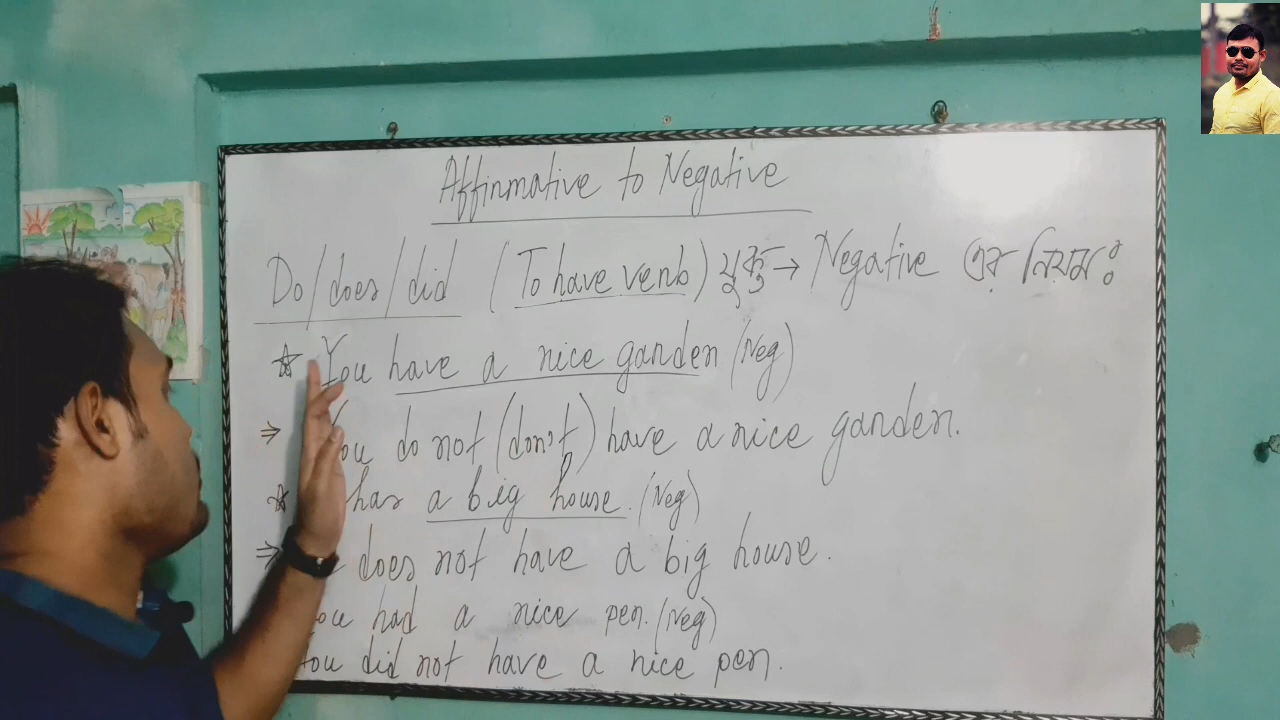 Affirmative to Negative
Do/does/did (To have verb) যুক্ত → Negative এর নিয়মঃ
☆ You have a nice garden (Neg)
⇒ You do not (don't) have a nice garden.
☆ has a big house. (Neg)
⇒ does not have a big house.
You had a nice pen. (Neg)
You did not have a nice pen.